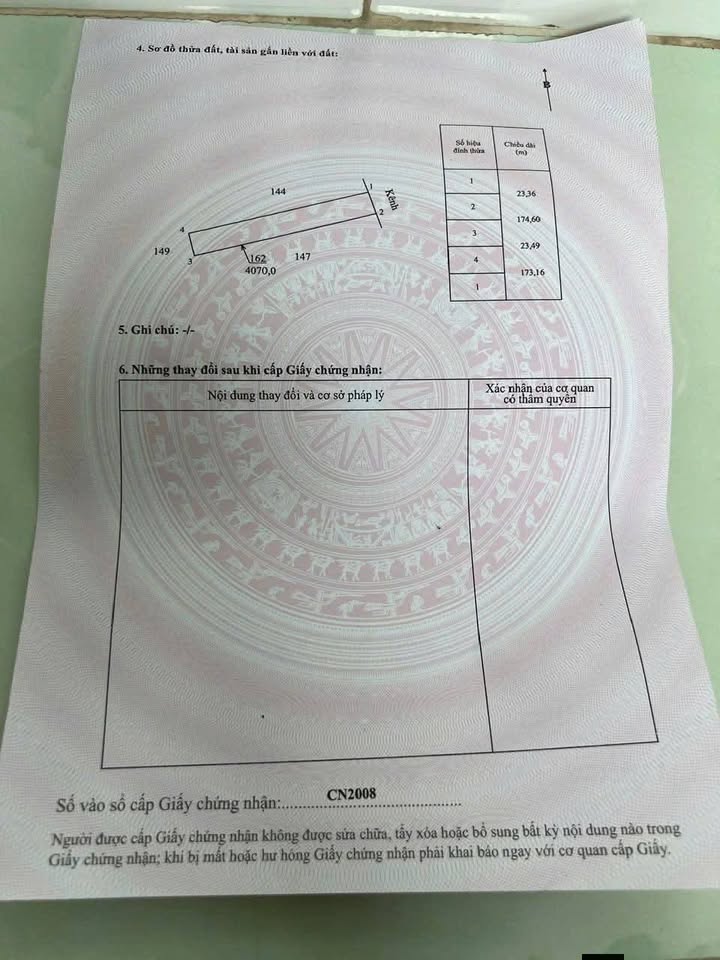 4. Sơ đồ thửa đất, tài sản gắn liền với đất:
B
144
1
Kênh
2
4
149
3
162
4070,0
147
Số hiệu đỉnh thửa
Chiều dài (m)
1
23,36
2
174,60
3
23,49
4
173,16
1
5. Ghi chú: -/-
6. Những thay đổi sau khi cấp Giấy chứng nhận:
Nội dung thay đổi và cơ sở pháp lý
Xác nhận của cơ quan
có thẩm quyền
Số vào sổ cấp Giấy chứng nhận:....CN2008....
Người được cấp Giấy chứng nhận không được sửa chữa, tẩy xóa hoặc bổ sung bất kỳ nội dung nào trong
Giấy chứng nhận; khi bị mất hoặc hư hỏng Giấy chứng nhận phải khai báo ngay với cơ quan cấp Giấy.